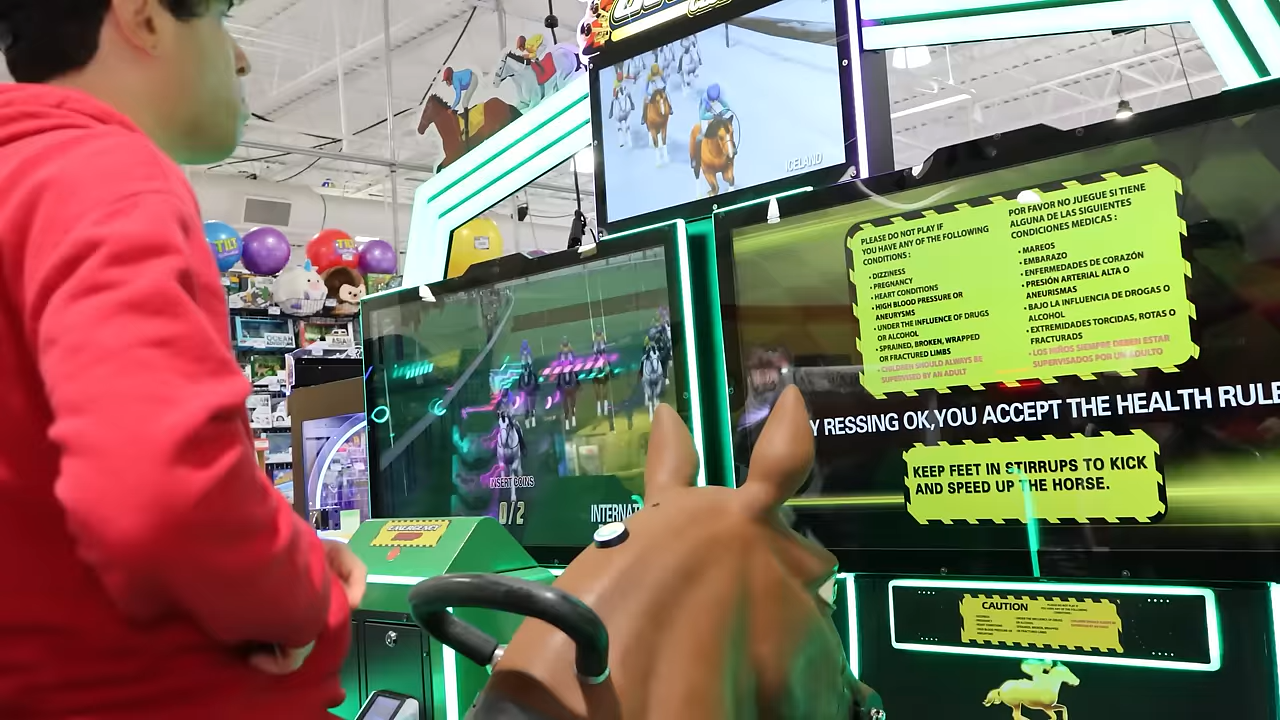 ICELAND
TILT
TILT
PLEASE DO NOT PLAY IF
YOU HAVE ANY OF THE FOLLOWING
CONDITIONS :
• DIZZINESS
• PREGNANCY
• HEART CONDITIONS
• HIGH BLOOD PRESSURE OR
ANEURYSMS
• UNDER THE INFLUENCE OF DRUGS
OR ALCOHOL
• SPRAINED, BROKEN, WRAPPED
OR FRACTURED LIMBS
• CHILDREN SHOULD ALWAYS BE
SUPERVISED BY AN ADULT
POR FAVOR NO JUEGUE SI TIENE
ALGUNA DE LAS SIGUIENTES
CONDICIONES MEDICAS :
• MAREOS
• EMBARAZO
• ENFERMEDADES DE CORAZÓN
• PRESIÓN ARTERIAL ALTA O
ANEURISMAS
• BAJO LA INFLUENCIA DE DROGAS O
ALCOHOL
• EXTREMIDADES TORCIDAS, ROTAS O
FRACTURADS
• LOS NIÑOS SIEMPRE DEBEN ESTAR
SUPERVISADOS POR UN ADULTO
Y RESSING OK,YOU ACCEPT THE HEALTH RULE
KEEP FEET IN STIRRUPS TO KICK
AND SPEED UP THE HORSE.
INSERT COINS
0/2
INTERNAT
EMERGENCY
CAUTION